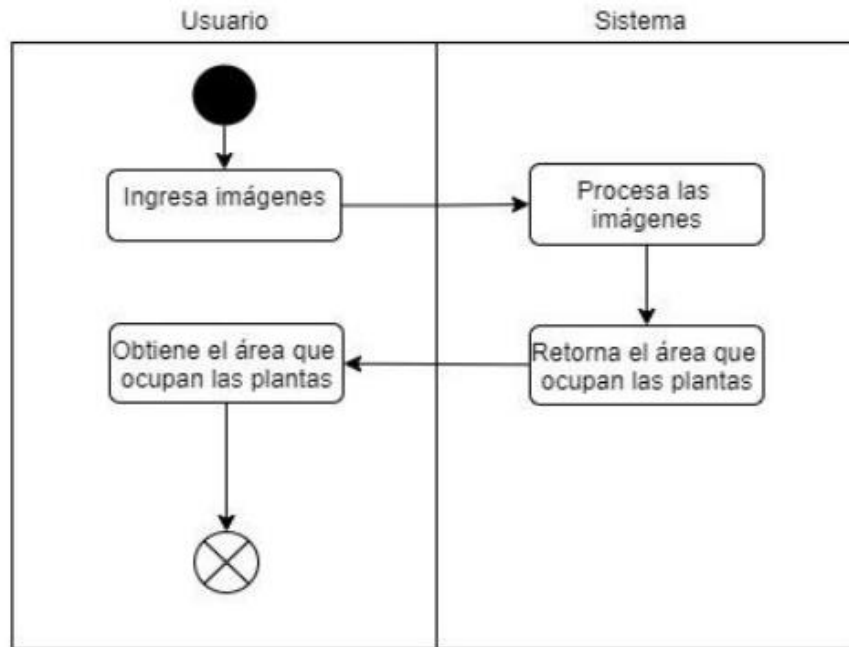 Usuario
Sistema
Ingresa imágenes
Procesa las
imágenes
Obtiene el área que
ocupan las plantas
Retorna el área que
ocupan las plantas